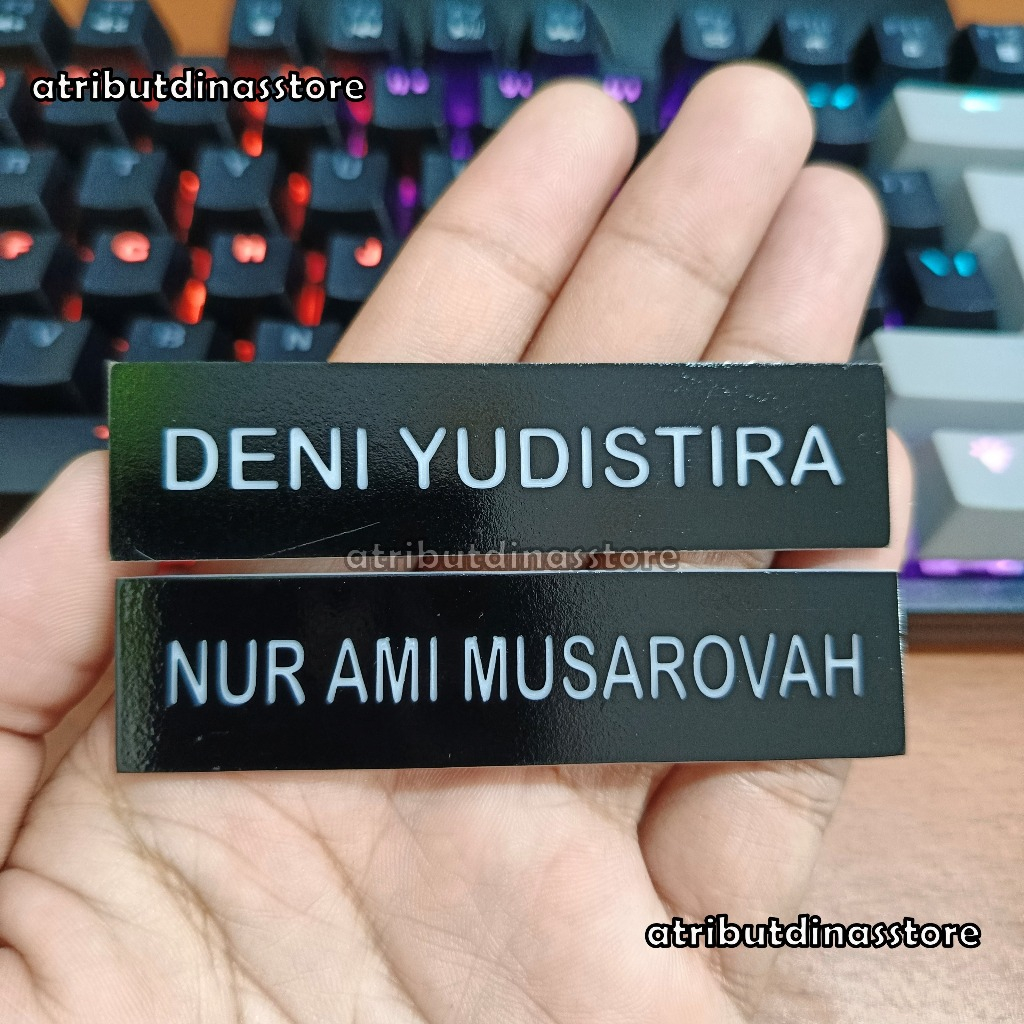 atributdinasstore
DENI YUDISTIRA
atributdinasstore
NUR AMI MUSAROVAH
atributdinasstore
F G H J
V B N